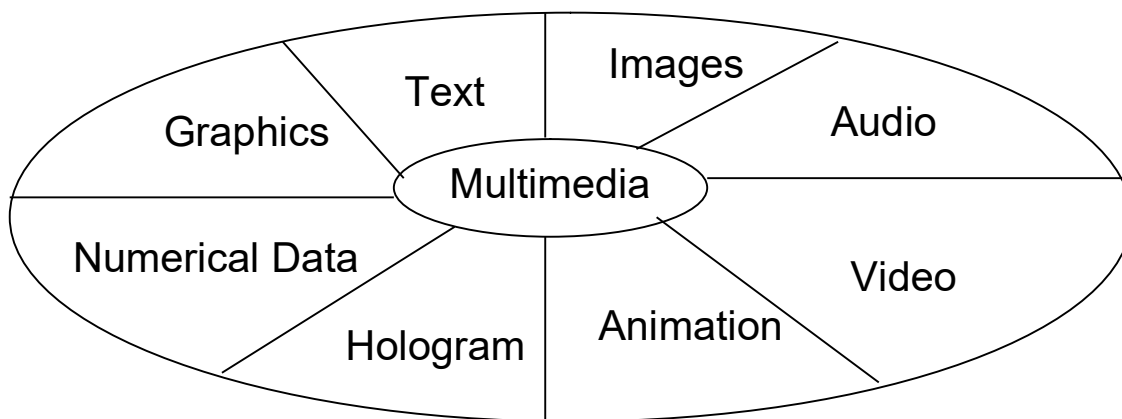 Images
Text
Audio
Graphics
Multimedia
Numerical Data
Video
Animation
Hologram